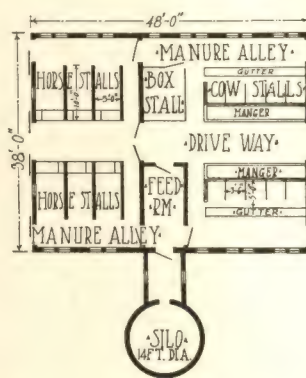 48'-0"
MANURE ALLEY
GUTTER
HORSE STALLS
BOX STALL
COW STALLS
MANGER
38'-0"
DRIVE WAY
MANGER
FEED RM
HORSE STALLS
GUTTER
MANURE ALLEY
SILO
14 FT. DIA.